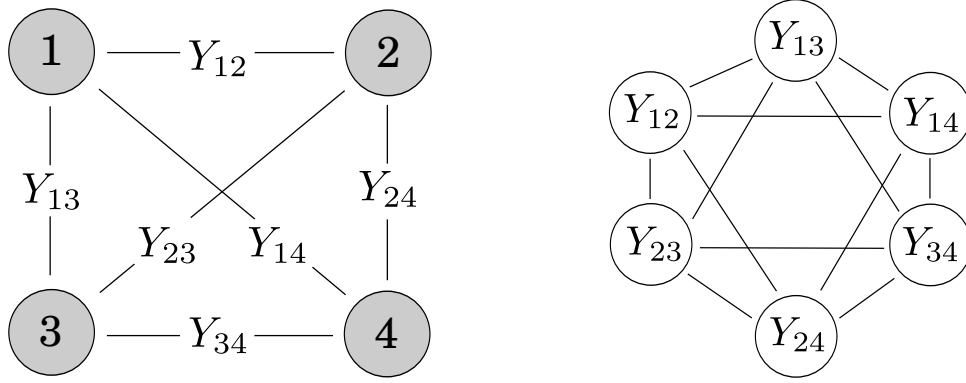 1 Y₁₂ 2
Y₁₃ Y₂₄
Y₂₃ Y₁₄
3 Y₃₄ 4
Y₁₃
Y₁₂ Y₁₄
Y₂₃ Y₃₄
Y₂₄